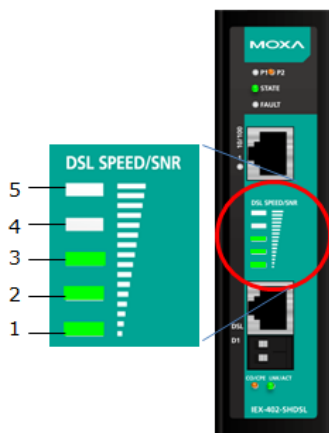 MOXA
P1 P2
STATE
FAULT
10/100
DSL SPEED/SNR
5
4
3
2
1
DSL SPEED/SNR
DSL
D1
CO/CPE LINK/ACT
IEX-402-SHDSL